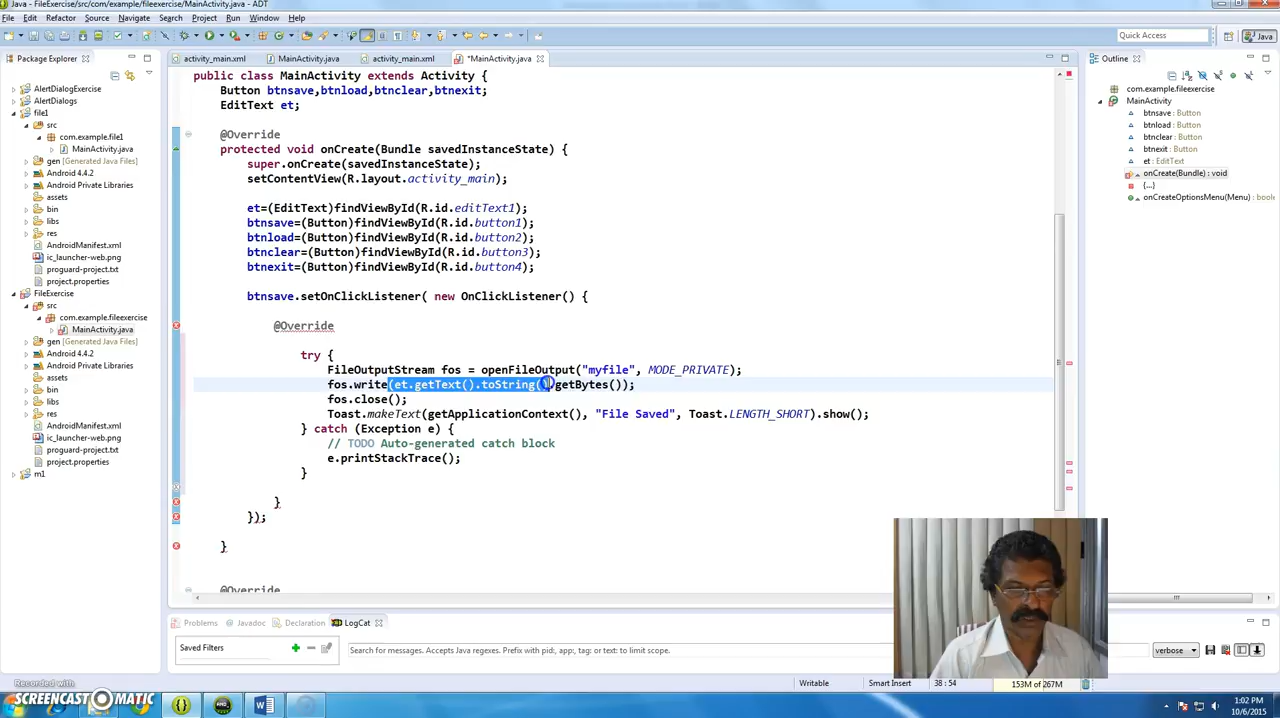 Java - FileExercise/src/com/example/fileexercise/MainActivity.java - ADT
File Edit Refactor Source Navigate Search Project Run Window Help
Quick Access
Java
Package Explorer
activity_main.xml
MainActivity.java
activity_main.xml
*MainActivity.java
Outline
AlertDialogExercise
AlertDialogs
file1
src
com.example.file1
MainActivity.java
gen [Generated Java Files]
Android 4.4.2
Android Private Libraries
assets
bin
libs
res
AndroidManifest.xml
ic_launcher-web.png
proguard-project.txt
project.properties
FileExercise
src
com.example.fileexercise
MainActivity.java
gen [Generated Java Files]
Android 4.4.2
Android Private Libraries
assets
bin
libs
res
AndroidManifest.xml
ic_launcher-web.png
proguard-project.txt
project.properties
m1
public class MainActivity extends Activity {
Button btnsave,btnload,btnclear,btnexit;
EditText et;
@Override
protected void onCreate(Bundle savedInstanceState) {
super.onCreate(savedInstanceState);
setContentView(R.layout.activity_main);
et=(EditText)findViewById(R.id.editText1);
btnsave=(Button)findViewById(R.id.button1);
btnload=(Button)findViewById(R.id.button2);
btnclear=(Button)findViewById(R.id.button3);
btnexit=(Button)findViewById(R.id.button4);
btnsave.setOnClickListener( new OnClickListener() {
@Override
try {
FileOutputStream fos = openFileOutput("myfile", MODE_PRIVATE);
fos.write(et.getText().toString().getBytes());
fos.close();
Toast.makeText(getApplicationContext(), "File Saved", Toast.LENGTH_SHORT).show();
} catch (Exception e) {
// TODO Auto-generated catch block
e.printStackTrace();
}
}
});
}
@Override
com.example.fileexercise
MainActivity
btnsave : Button
btnload : Button
btnclear : Button
btnexit : Button
et : EditText
onCreate(Bundle) : void
{...}
onCreateOptionsMenu(Menu) : boole
Problems
Javadoc
Declaration
LogCat
Saved Filters
Search for messages. Accepts Java regexes. Prefix with pid:, app:, tag: or text: to limit scope.
verbose
Writable
Smart Insert
38 : 54
153M of 267M
Recorded with
SCREENCAST MATIC
1:02 PM
10/6/2015